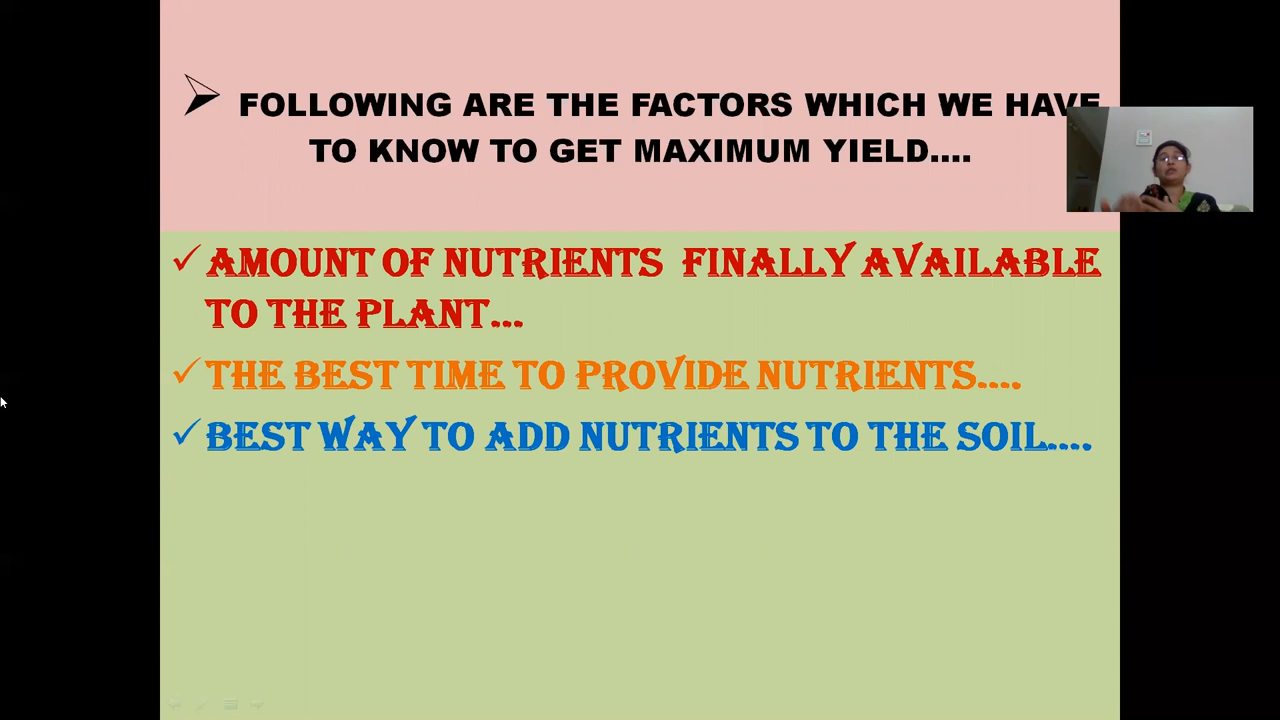 FOLLOWING ARE THE FACTORS WHICH WE HAVE
TO KNOW TO GET MAXIMUM YIELD....
AMOUNT OF NUTRIENTS FINALLY AVAILABLE
TO THE PLANT...
THE BEST TIME TO PROVIDE NUTRIENTS....
BEST WAY TO ADD NUTRIENTS TO THE SOIL....